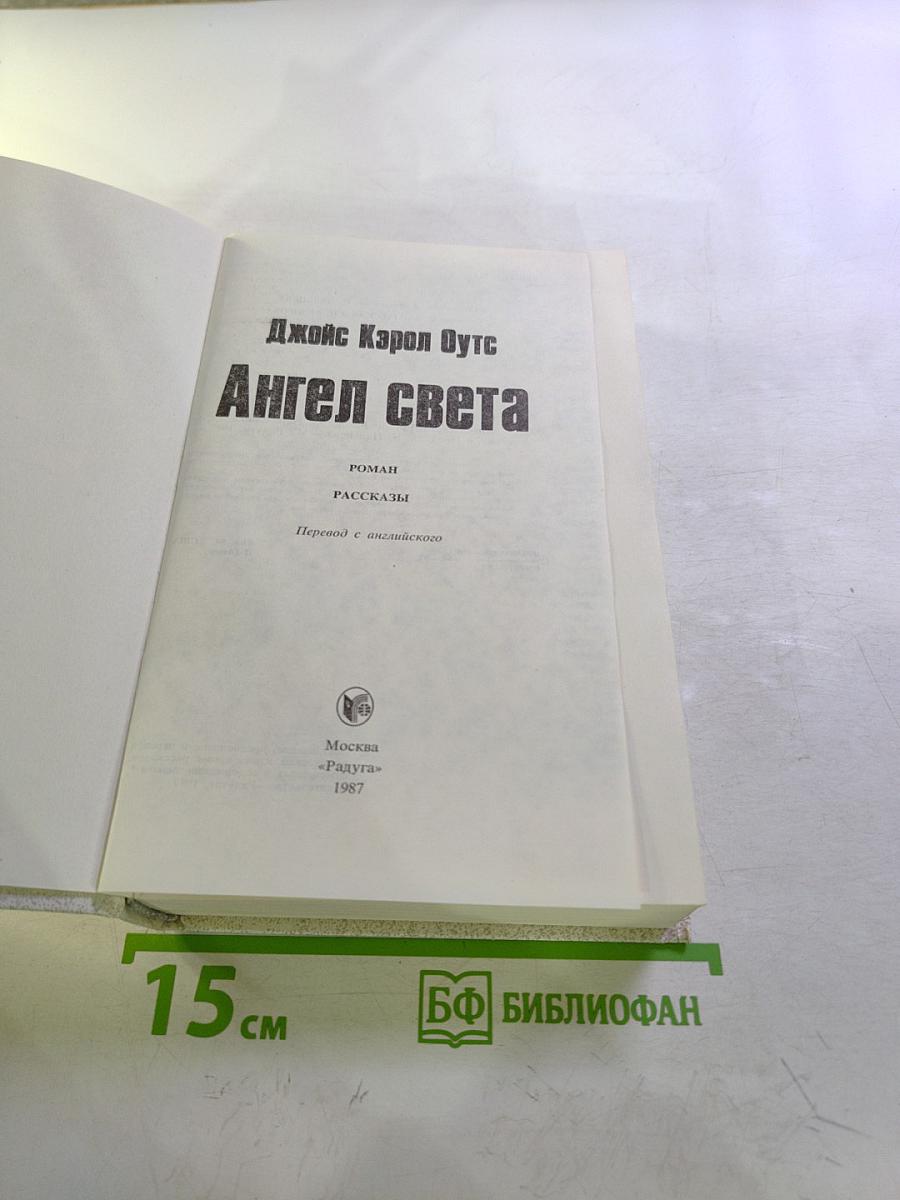 Джойс Кэрол Оутс
Ангел света
РОМАН
РАССКАЗЫ
Перевод с английского
Москва
«Радуга»
1987
15 см
БФ БИБЛИОФАН